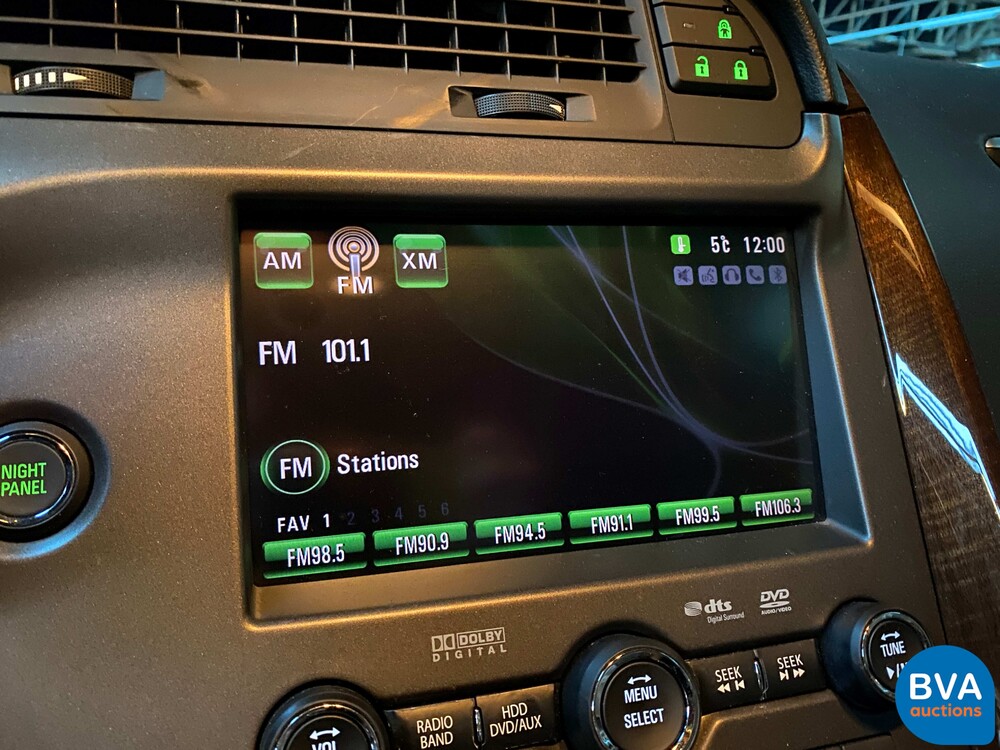 AM
FM
XM
5°C 12:00
FM 101.1
FM Stations
FAV 1 2 3 4 5 6
FM98.5 FM90.9 FM94.5 FM91.1 FM99.5 FM106.3
NIGHT
PANEL
DOLBY
DIGITAL
dts
Digital Surround
DVD
AUDIO/VIDEO
VOL
RADIO
BAND
HDD
DVD/AUX
MENU
SELECT
SEEK
SEEK
TUNE
BVA
auctions